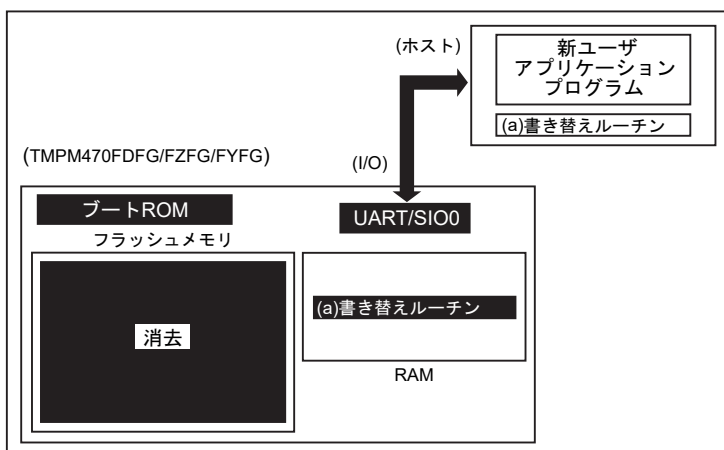 (ホスト)
新ユーザ
アプリケーション
プログラム
(a)書き替えルーチン
(TMPM470FDFG/FZFG/FYFG)
(I/O)
ブートROM
UART/SIO0
フラッシュメモリ
(a)書き替えルーチン
消去
RAM